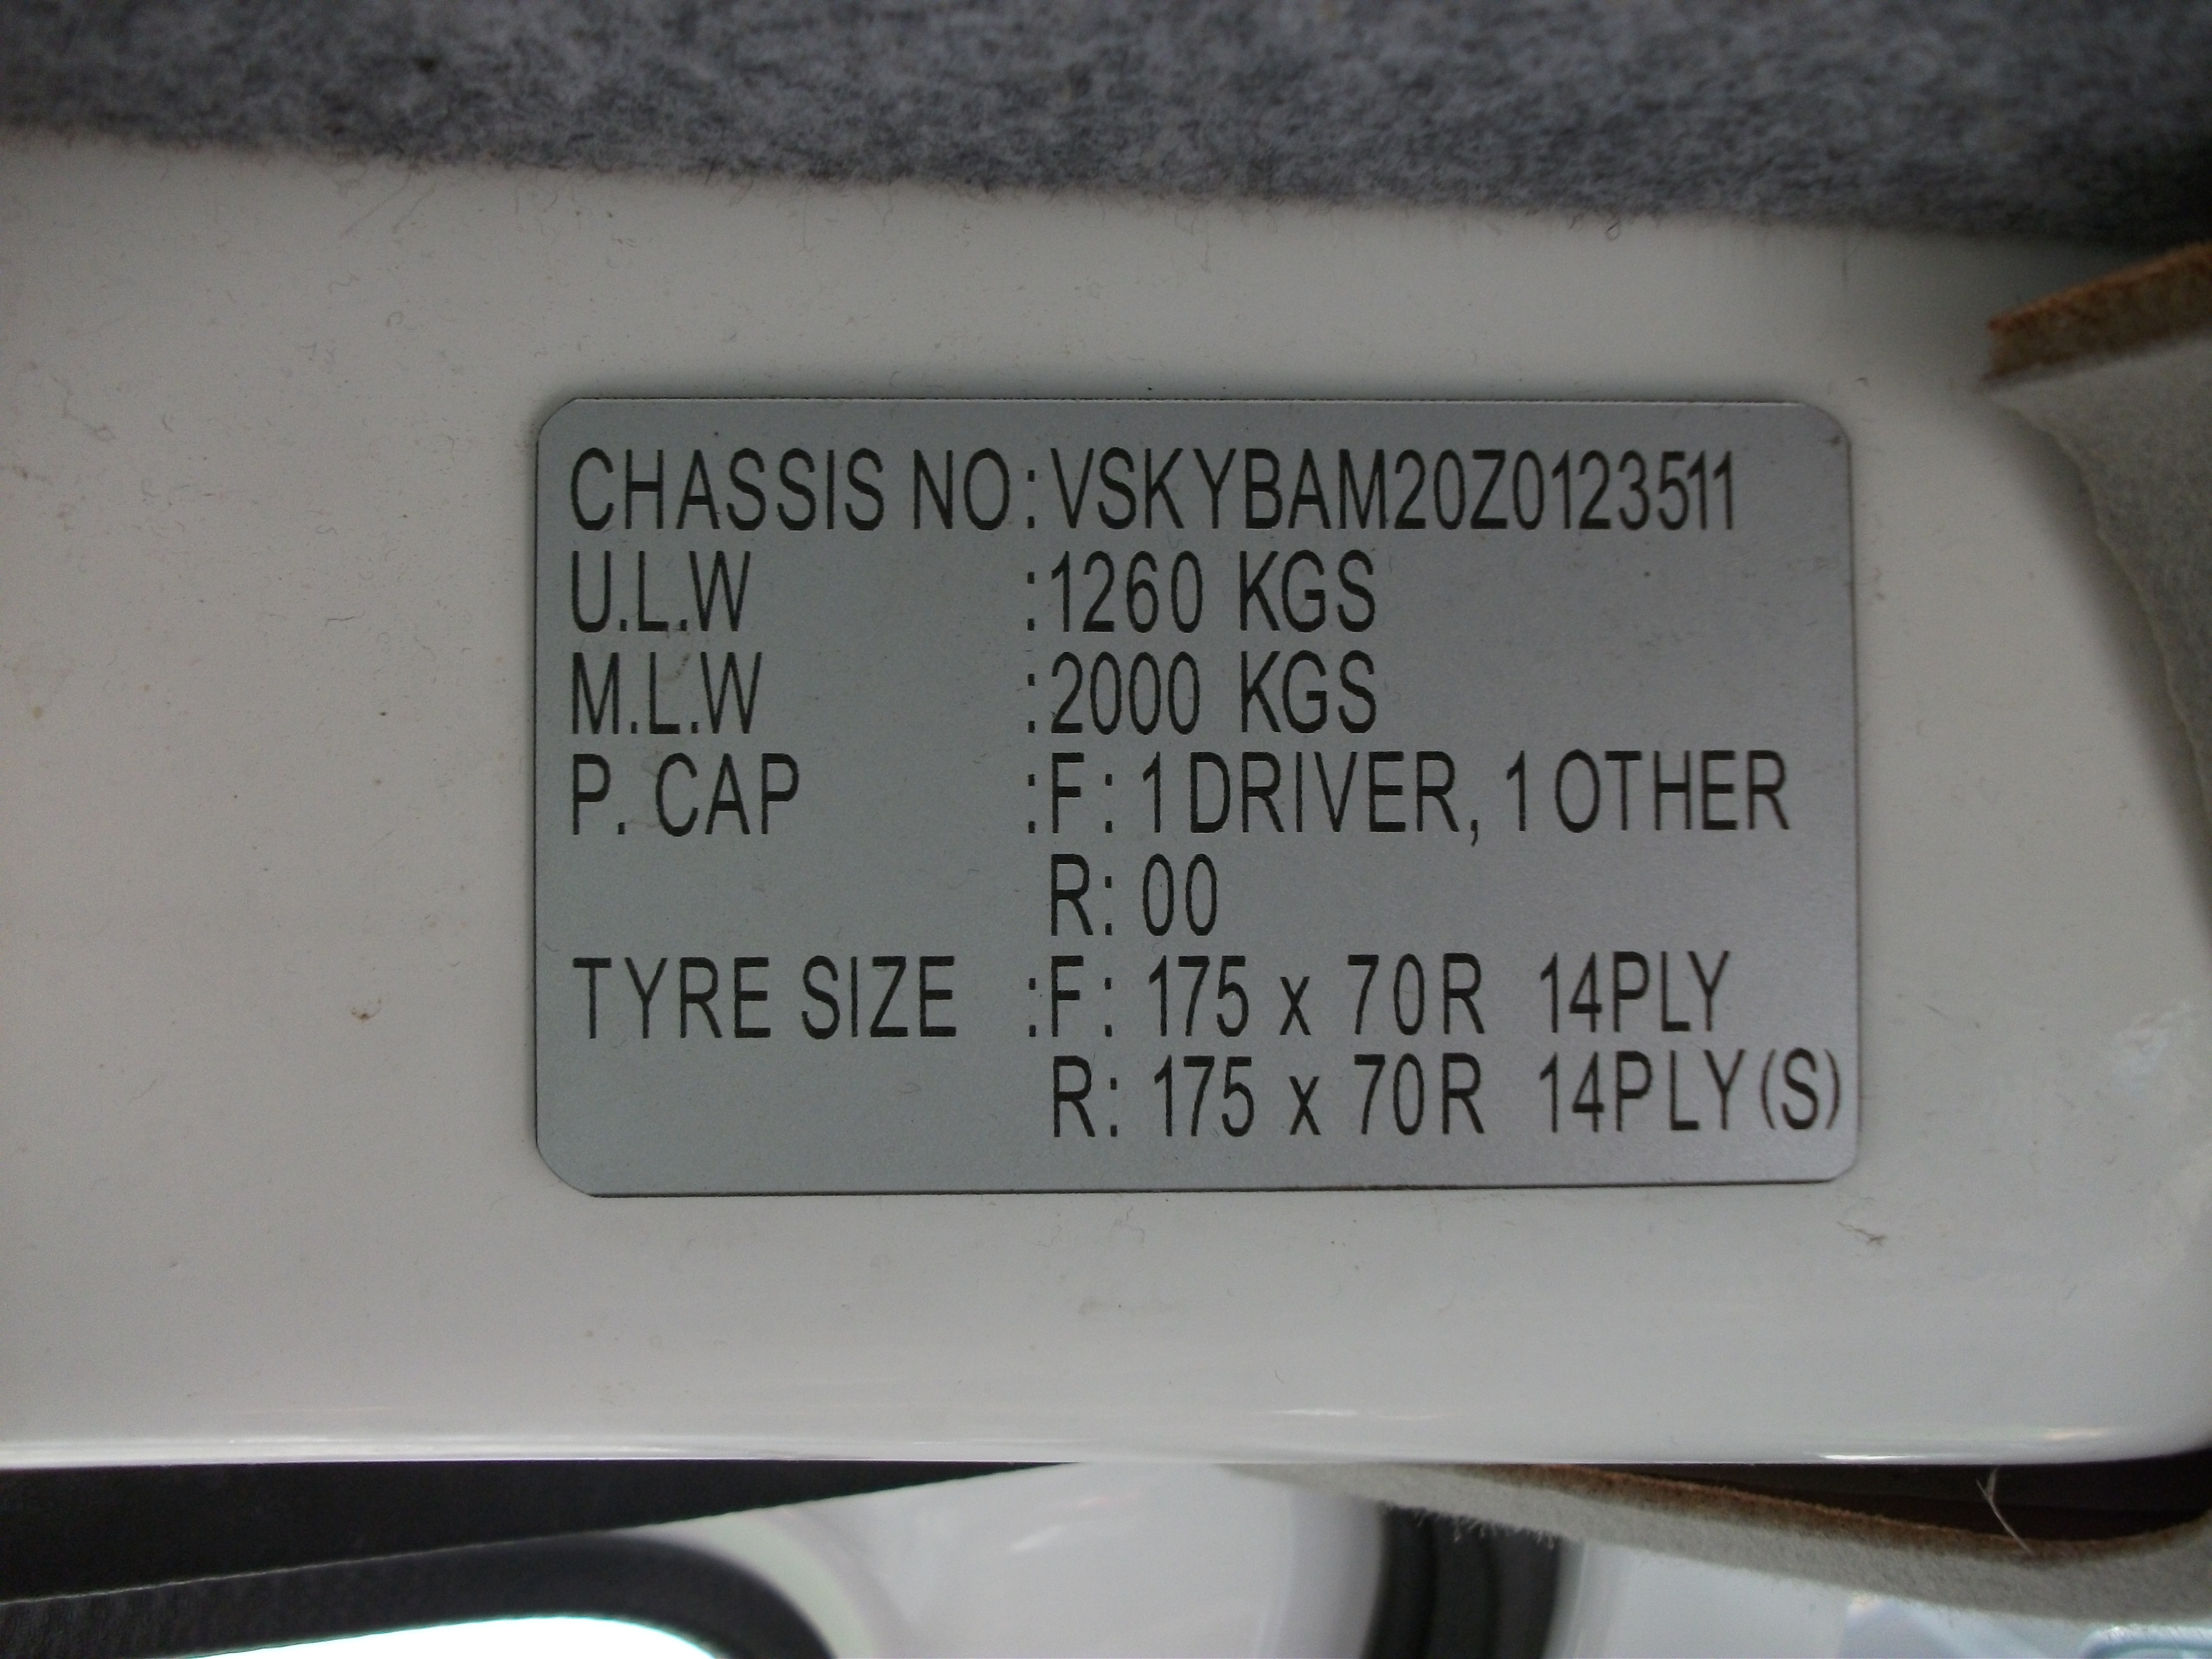 CHASSIS NO:VSKYBAM20Z0123511
U.L.W :1260 KGS
M.L.W :2000 KGS
P. CAP :F: 1 DRIVER, 1 OTHER
R: 00
TYRE SIZE :F: 175 x 70R 14PLY
R: 175 x 70R 14PLY(S)